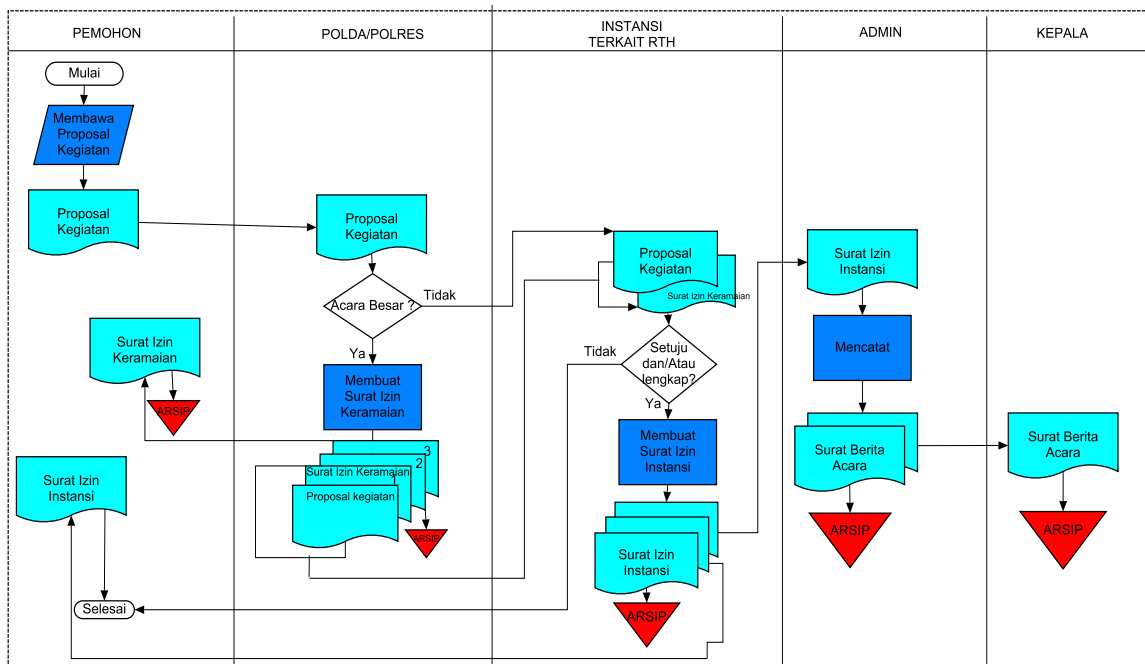 PEMOHON
POLDA/POLRES
INSTANSI
TERKAIT RTH
ADMIN
KEPALA
Mulai
Membawa
Proposal
Kegiatan
Proposal
Kegiatan
Surat Izin
Keramaian
ARSIP
Surat Izin
Instansi
Selesai
Proposal
Kegiatan
Acara Besar ?
Tidak
Ya
Membuat
Surat Izin
Keramaian
3
2
Surat Izin Keramaian
1
Proposal kegiatan
ARSIP
Proposal
Kegiatan
Surat Izin Keramaian
Tidak
Setuju
dan/Atau
lengkap?
Ya
Membuat
Surat Izin
Instansi
Surat Izin
Instansi
ARSIP
Surat Izin
Instansi
Mencatat
Surat Berita
Acara
ARSIP
Surat Berita
Acara
ARSIP